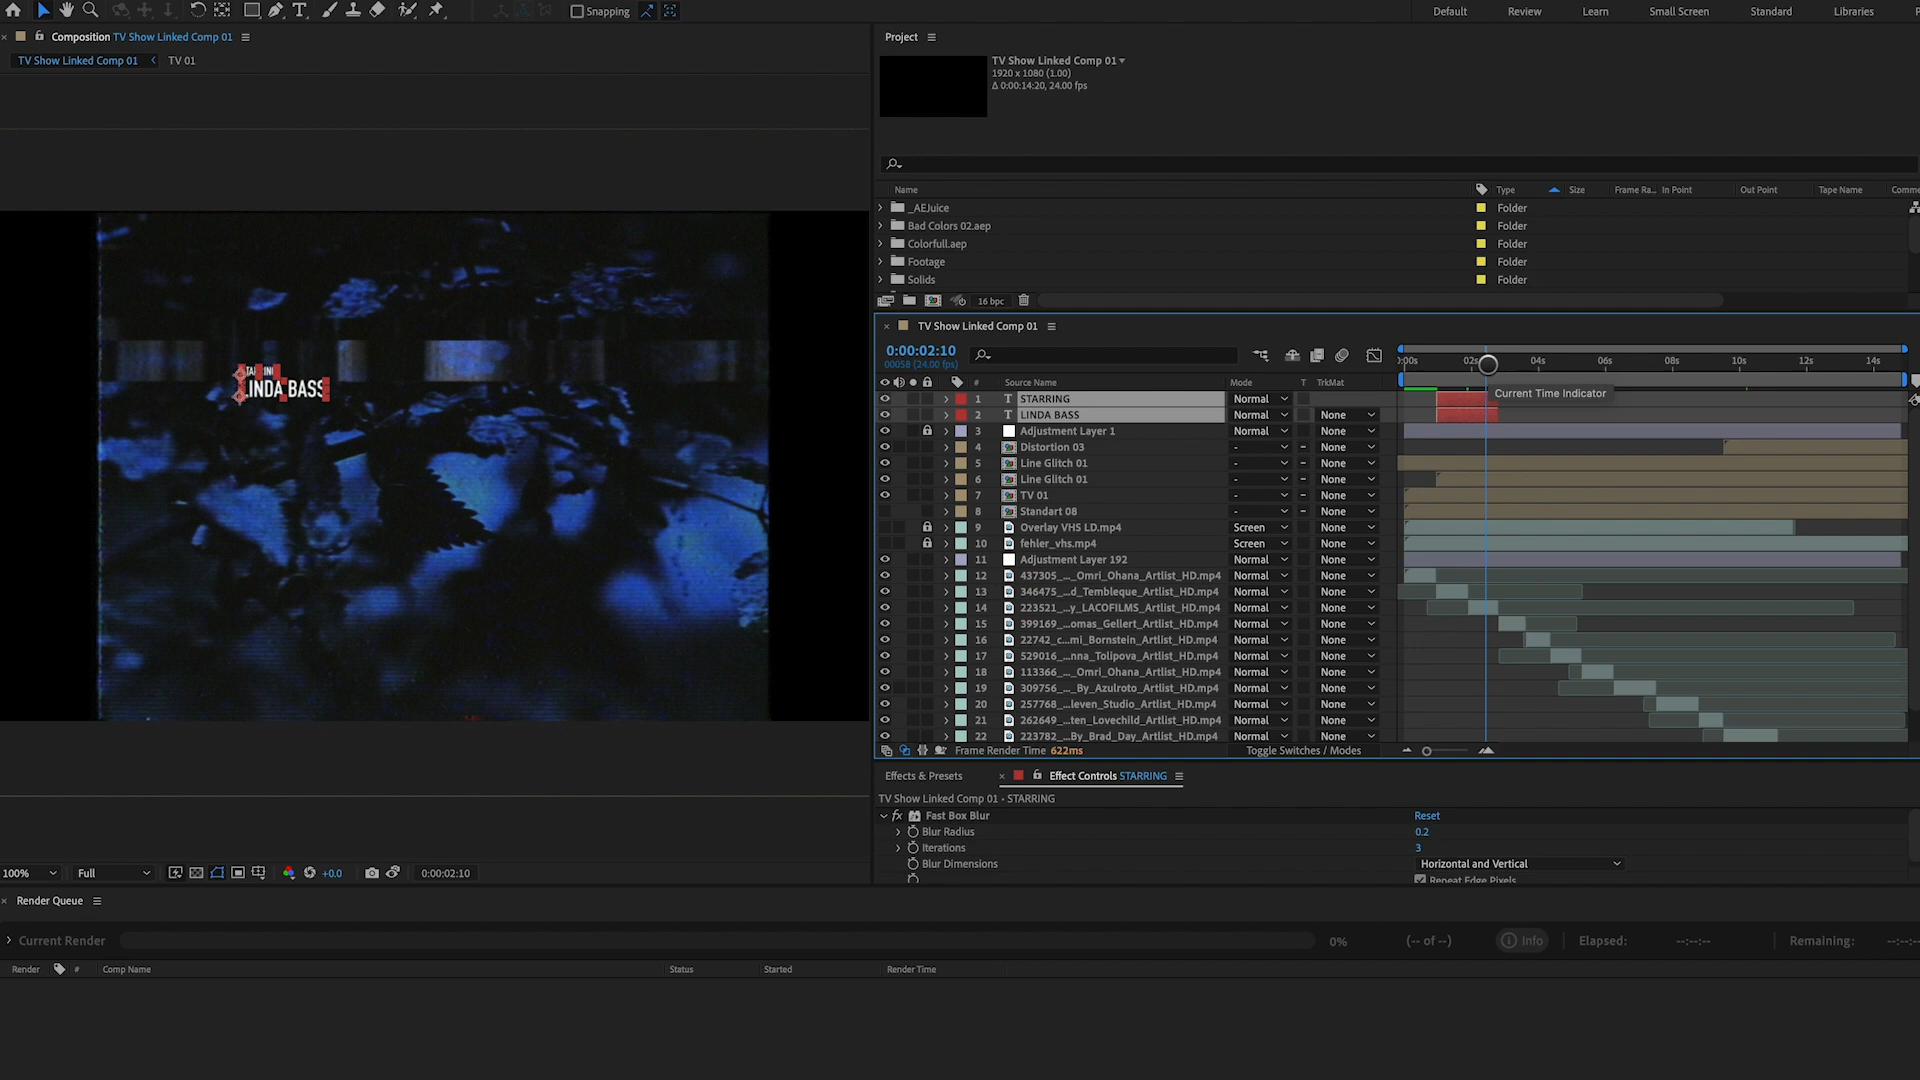 Snapping
Default
Review
Learn
Small Screen
Standard
Libraries
Composition TV Show Linked Comp 01
TV Show Linked Comp 01
TV 01
LINDA BASS
100%
Full
+0.0
0:00:02:10
Project
TV Show Linked Comp 01
1920 x 1080 (1.00)
Δ 0:00:14:20, 24.00 fps
Name
Type
Size
Frame Ra...
In Point
Out Point
Tape Name
Comme
_AEJuice
Folder
Bad Colors 02.aep
Folder
Colorfull.aep
Folder
Footage
Folder
Solids
Folder
16 bpc
TV Show Linked Comp 01
0:00:02:10
00058 (24.00 fps)
:00s 02s 04s 06s 08s 10s 12s 14s
# Source Name Mode T TrkMat
Current Time Indicator
1 T STARRING Normal
2 T LINDA BASS Normal None
3 Adjustment Layer 1 Normal None
4 Distortion 03 - None
5 Line Glitch 01 - None
6 Line Glitch 01 - None
7 TV 01 - None
8 Standart 08 - None
9 Overlay VHS LD.mp4 Screen None
10 fehler_vhs.mp4 Screen None
11 Adjustment Layer 192 Normal None
12 437305_..._Omri_Ohana_Artlist_HD.mp4 Normal None
13 346475_...d_Tembleque_Artlist_HD.mp4 Normal None
14 223521_...y_LACOFILMS_Artlist_HD.mp4 Normal None
15 399169_...omas_Gellert_Artlist_HD.mp4 Normal None
16 22742_c...mi_Bornstein_Artlist_HD.mp4 Normal None
17 529016_...nna_Tolipova_Artlist_HD.mp4 Normal None
18 113366_..._Omri_Ohana_Artlist_HD.mp4 Normal None
19 309756_..._By_Azulroto_Artlist_HD.mp4 Normal None
20 257768_...leven_Studio_Artlist_HD.mp4 Normal None
21 262649_...ten_Lovechild_Artlist_HD.mp4 Normal None
22 223782_...By_Brad_Day_Artlist_HD.mp4 Normal None
Frame Render Time 622ms
Toggle Switches / Modes
Effects & Presets
Effect Controls STARRING
TV Show Linked Comp 01 • STARRING
fx Fast Box Blur Reset
Blur Radius 0.2
Iterations 3
Blur Dimensions Horizontal and Vertical
Repeat Edge Pixels
Render Queue
Current Render
0%
(-- of --)
Info
Elapsed: --:--:--
Remaining: --:--:-
Render # Comp Name Status Started Render Time